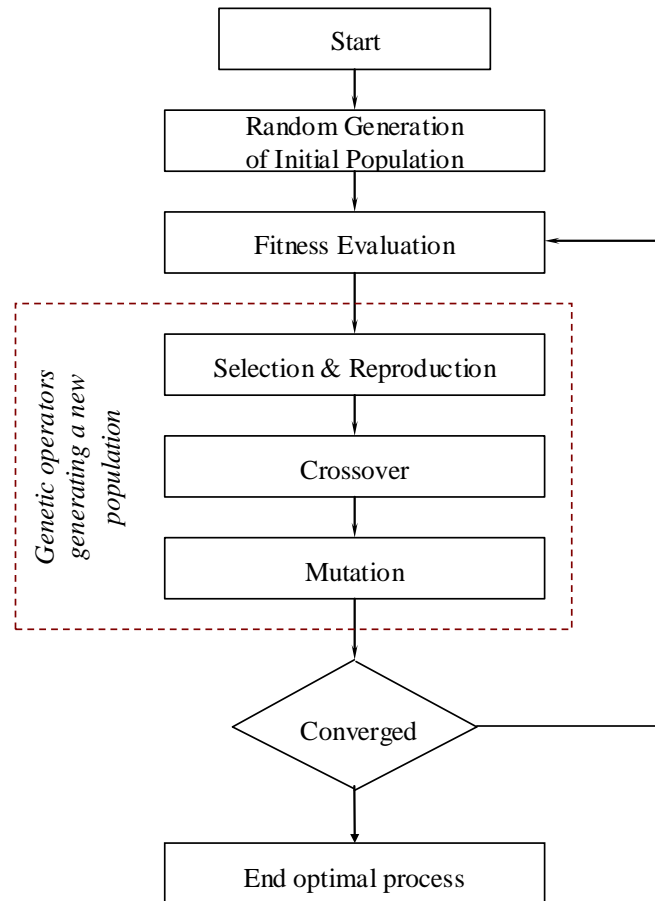 Start
Random Generation
of Initial Population
Fitness Evaluation
Genetic operators
generating a new
population
Selection & Reproduction
Crossover
Mutation
Converged
End optimal process